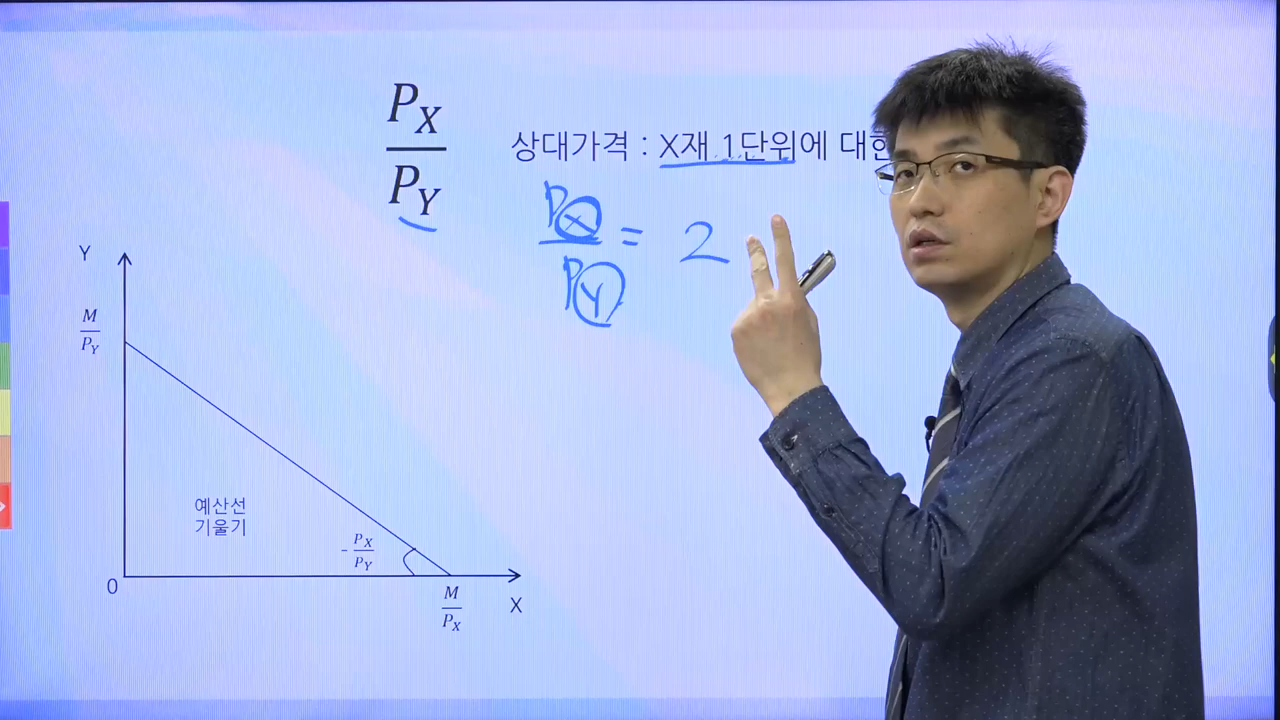 P_X / P_Y
상대가격 : X재 1단위에 대한
P_X / P_Y = 2
Y
M / P_Y
예산선
기울기
- P_X / P_Y
0
M / P_X
X